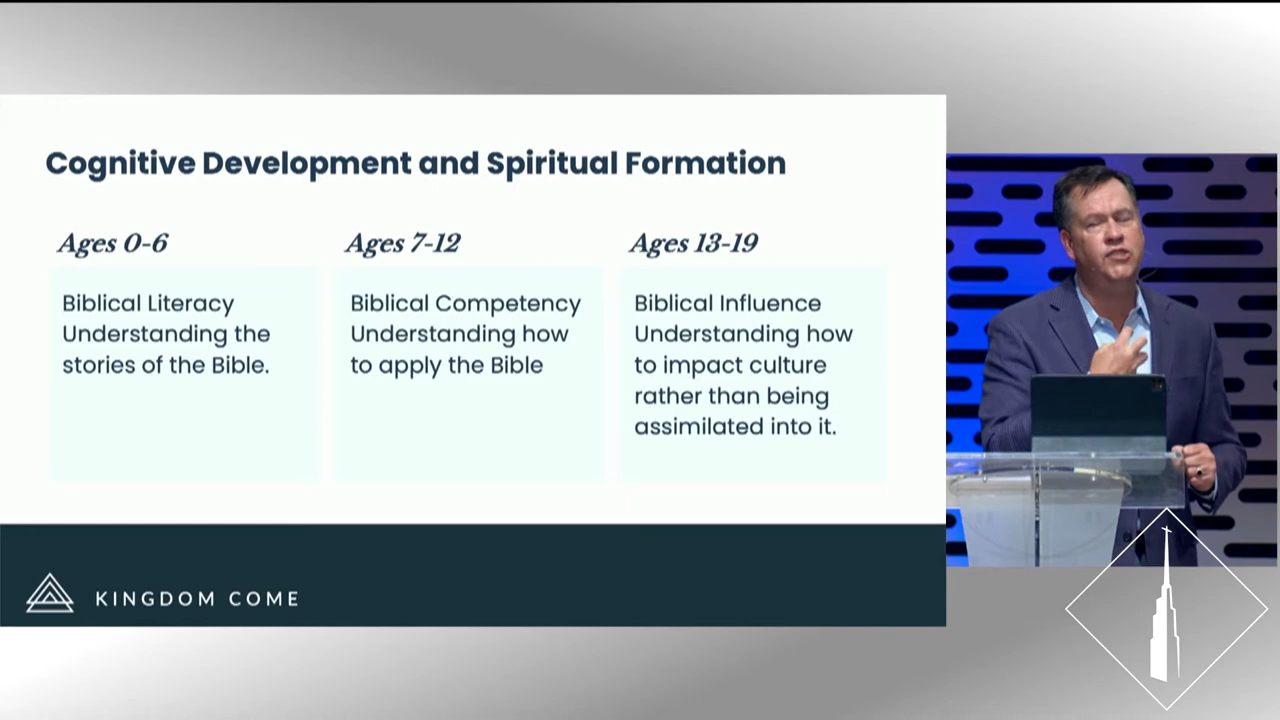 Cognitive Development and Spiritual Formation
Ages 0-6
Biblical Literacy
Understanding the
stories of the Bible.
Ages 7-12
Biblical Competency
Understanding how
to apply the Bible
Ages 13-19
Biblical Influence
Understanding how
to impact culture
rather than being
assimilated into it.
KINGDOM COME